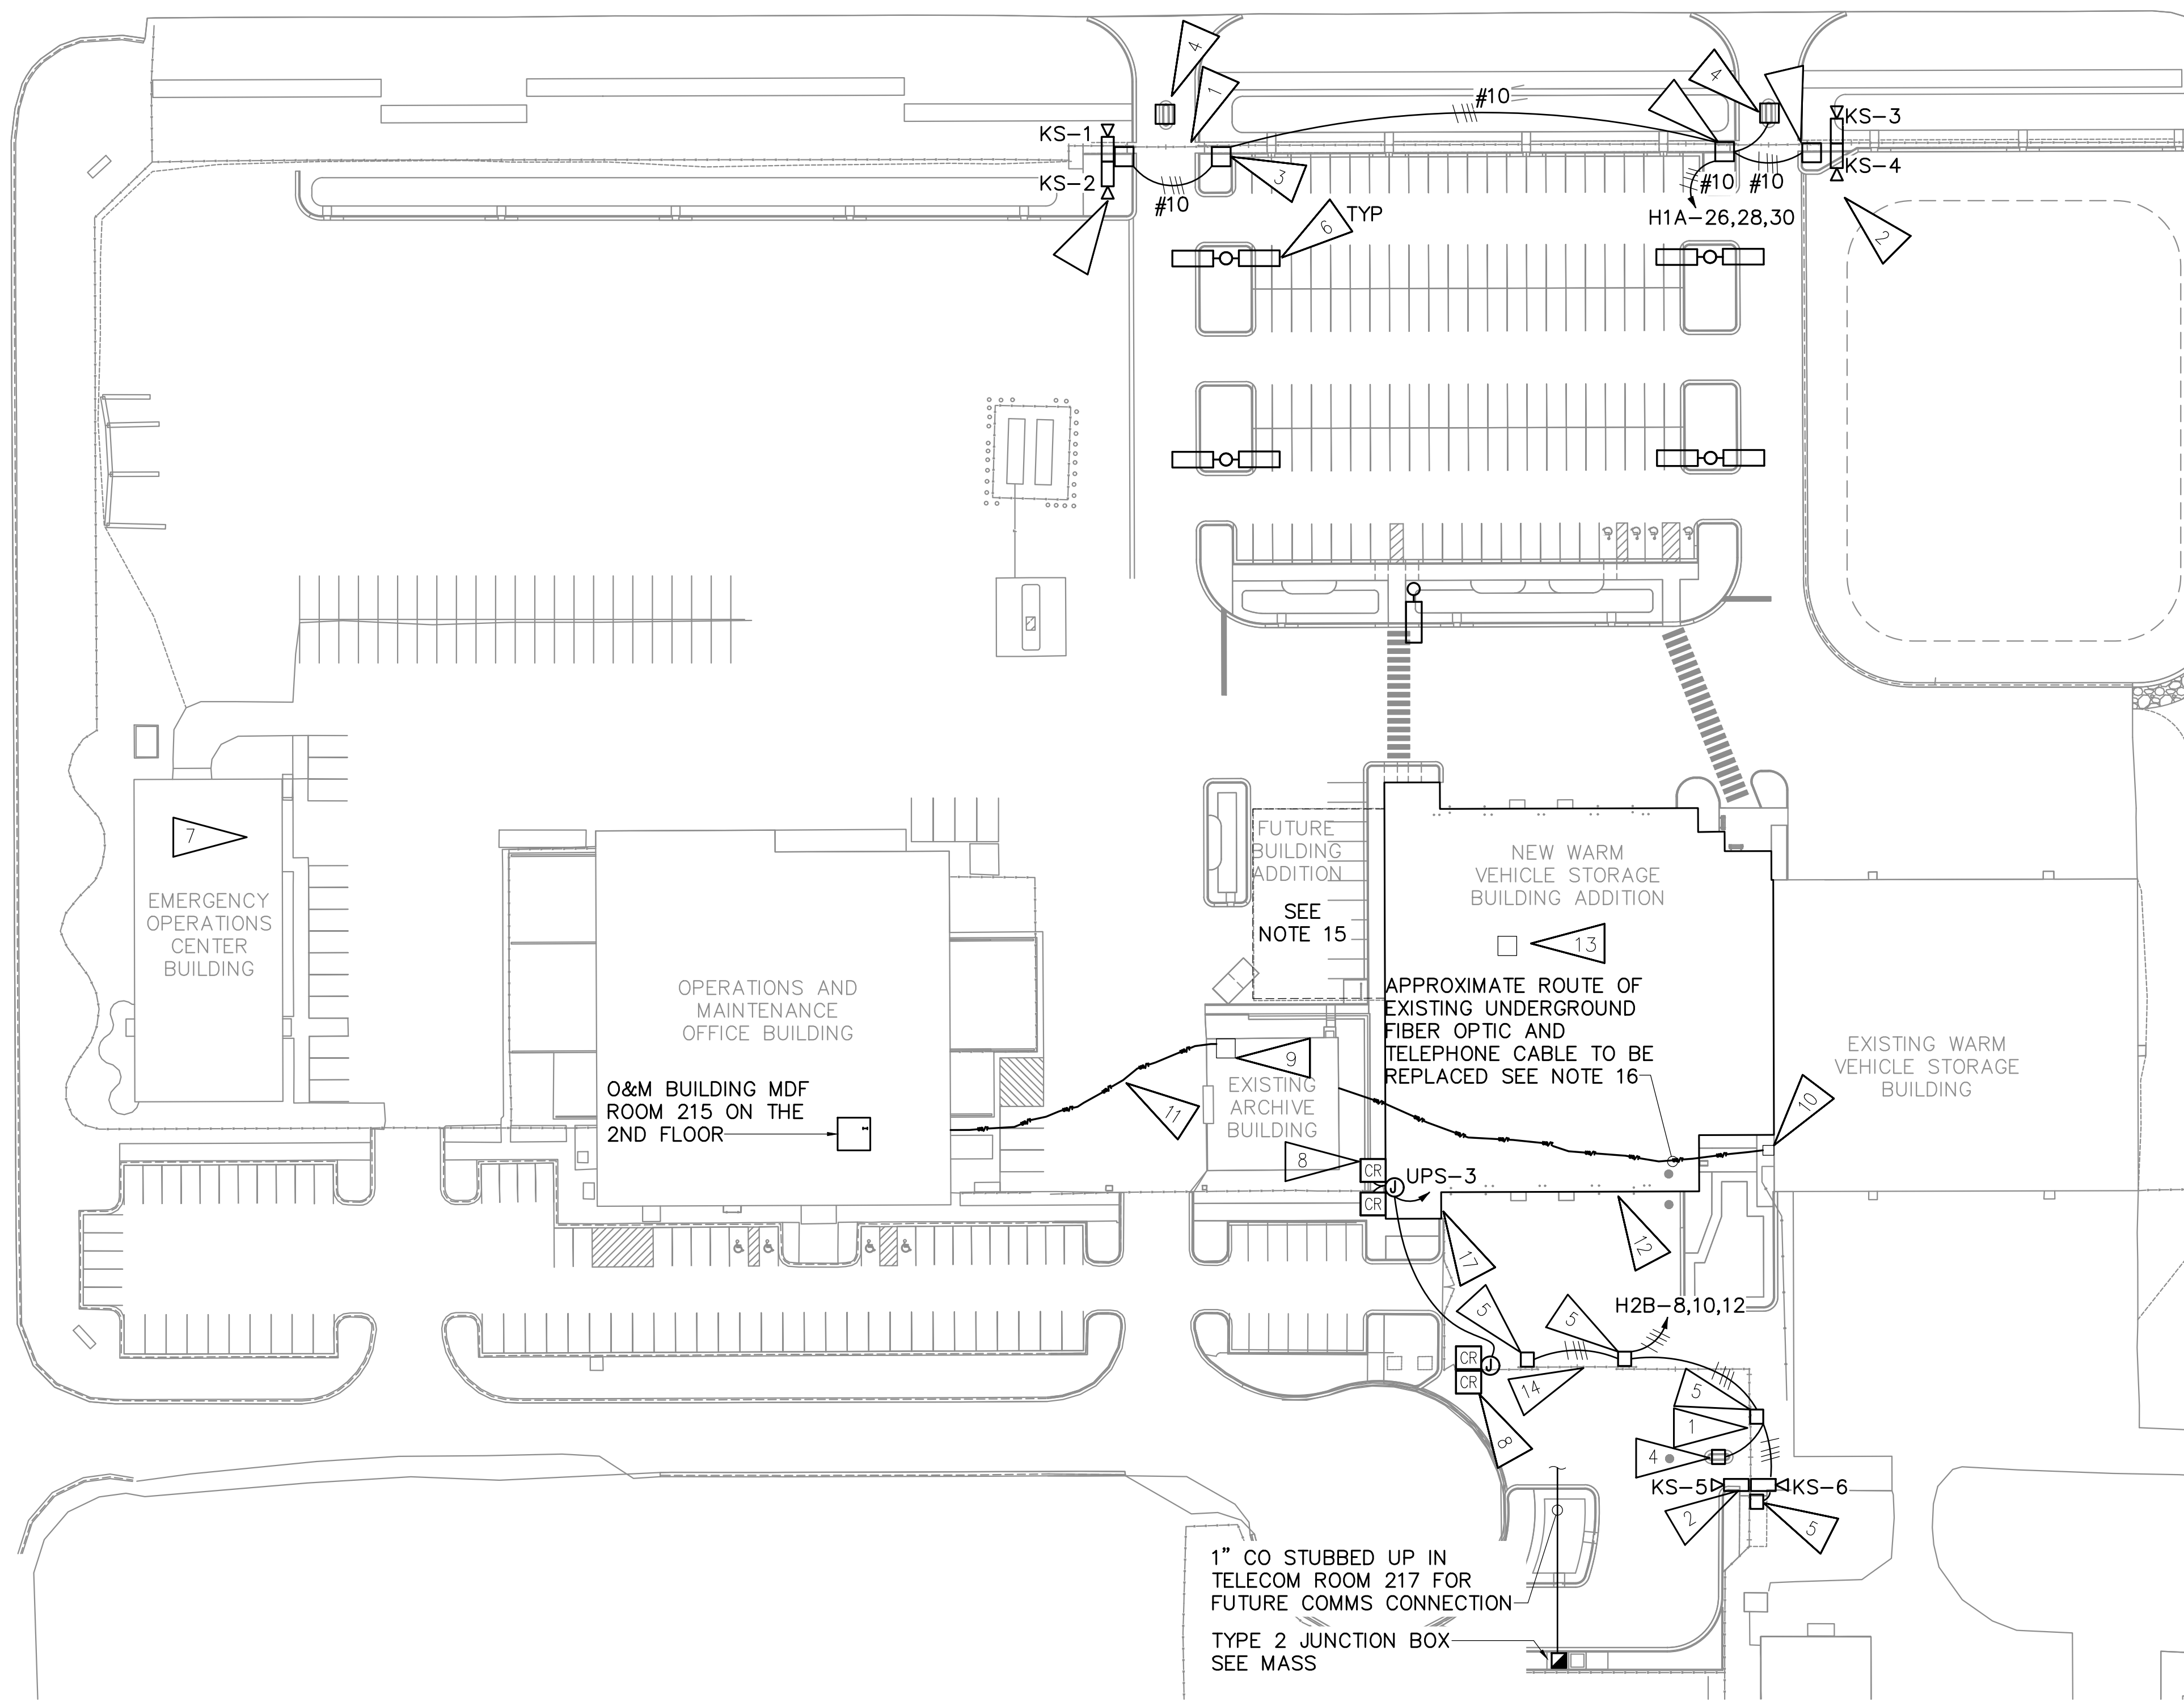 4
1
#10
4
KS-1
KS-3
KS-2
3
KS-4
#10
#10
#10
H1A-26,28,30
6
TYP
2
7
EMERGENCY
OPERATIONS
CENTER
BUILDING
OPERATIONS AND
MAINTENANCE
OFFICE BUILDING
O&M BUILDING MDF
ROOM 215 ON THE
2ND FLOOR
FUTURE
BUILDING
ADDITION
SEE
NOTE 15
NEW WARM
VEHICLE STORAGE
BUILDING ADDITION
13
APPROXIMATE ROUTE OF
EXISTING UNDERGROUND
FIBER OPTIC AND
TELEPHONE CABLE TO BE
REPLACED SEE NOTE 16
EXISTING WARM
VEHICLE STORAGE
BUILDING
9
EXISTING
ARCHIVE
BUILDING
11
10
8
CR
J
UPS-3
CR
17
12
H2B-8,10,12
5
5
CR
J
CR
14
8
5
1
4
KS-5
KS-6
2
5
1" CO STUBBED UP IN
TELECOM ROOM 217 FOR
FUTURE COMMS CONNECTION
TYPE 2 JUNCTION BOX
SEE MASS